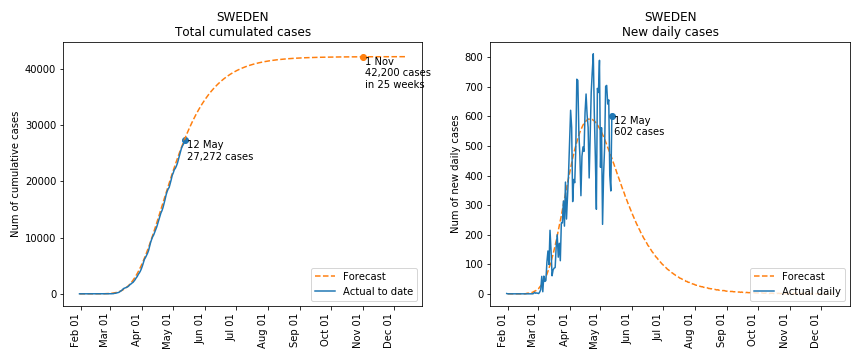 SWEDEN
Total cumulated cases
Num of cumulative cases
40000
30000
20000
10000
0
1 Nov
42,200 cases
in 25 weeks
12 May
27,272 cases
Forecast
Actual to date
Feb 01
Mar 01
Apr 01
May 01
Jun 01
Jul 01
Aug 01
Sep 01
Oct 01
Nov 01
Dec 01
SWEDEN
New daily cases
Num of new daily cases
800
700
600
500
400
300
200
100
0
12 May
602 cases
Forecast
Actual daily
Feb 01
Mar 01
Apr 01
May 01
Jun 01
Jul 01
Aug 01
Sep 01
Oct 01
Nov 01
Dec 01